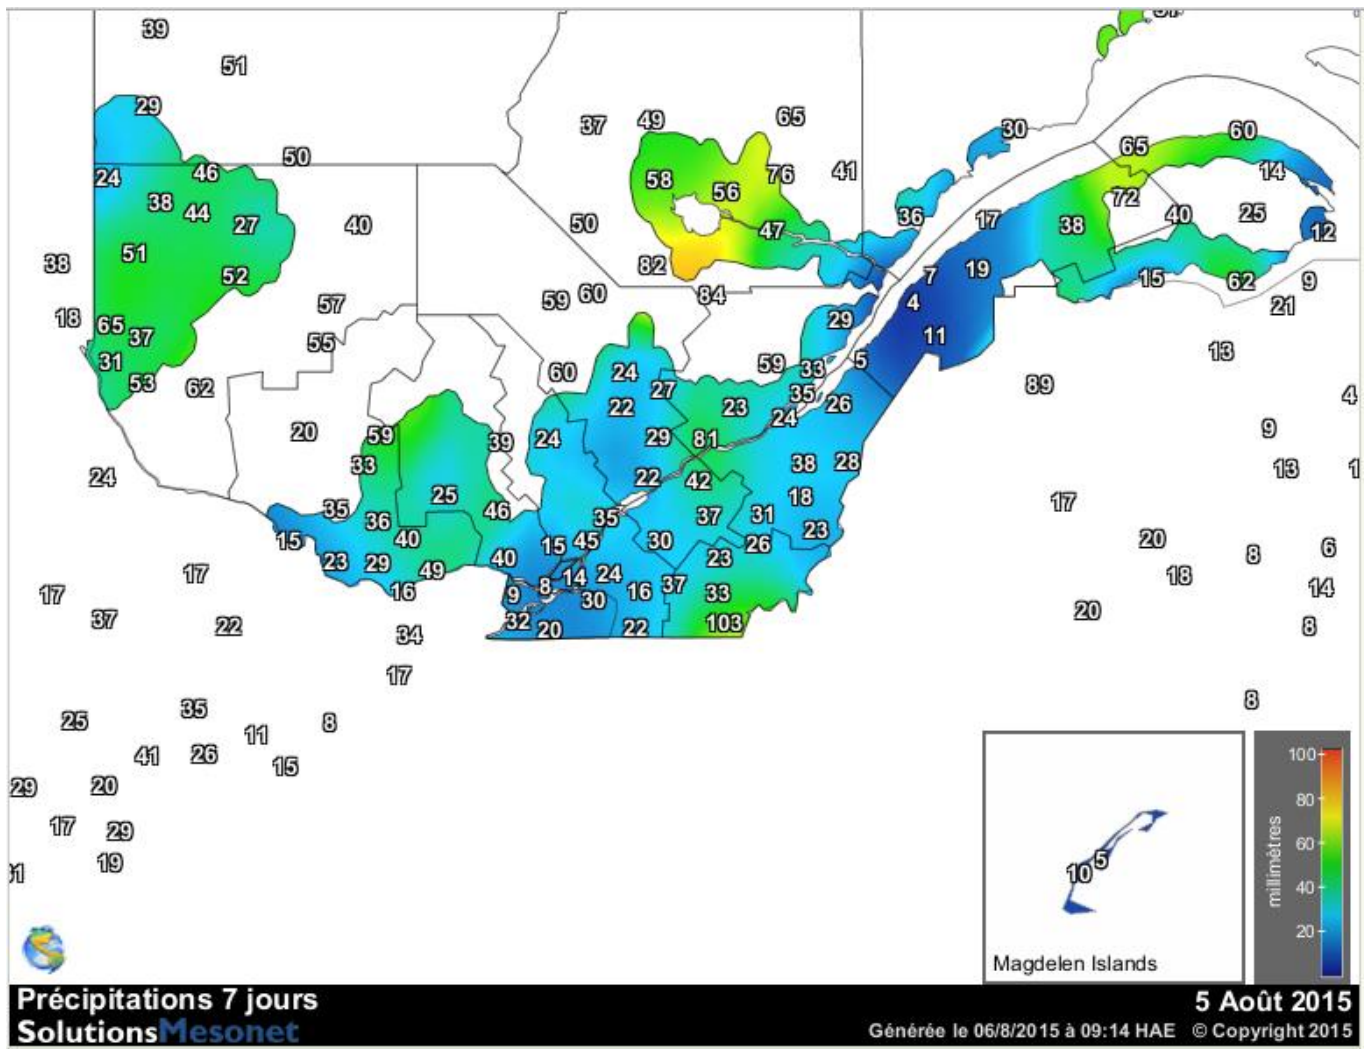 39
51
29
37 49 65 30 65 60
50
24 46 58 56 76 41 14
38 44 27 40 50 47 36 17 38 72 40 25 12
51 38 52 82 7 19 15 62 9
57 59 60 84 4 21
18 65 37 55 29 11 13
31 53 62 60 24 59 33 5 89 4
27 22 23 35 24 26
20 59 39 24 29 81 9
33 22 42 38 28 13 1
24 35 25 46 35 37 31 18 17
15 36 40 15 45 30 26 23 20 6
23 29 49 40 23 8
17 16 9 8 14 24 16 37 33 18 14
17 30
37 22 34 32 20 22 103 20 8
17
25 35 11 8 8
41 26 15
29 20
17 29
19
100
80
60
40
20
millimètres
5
10
Magdelen Islands
Précipitations 7 jours
5 Août 2015
SolutionsMesonet
Générée le 06/8/2015 à 09:14 HAE © Copyright 2015